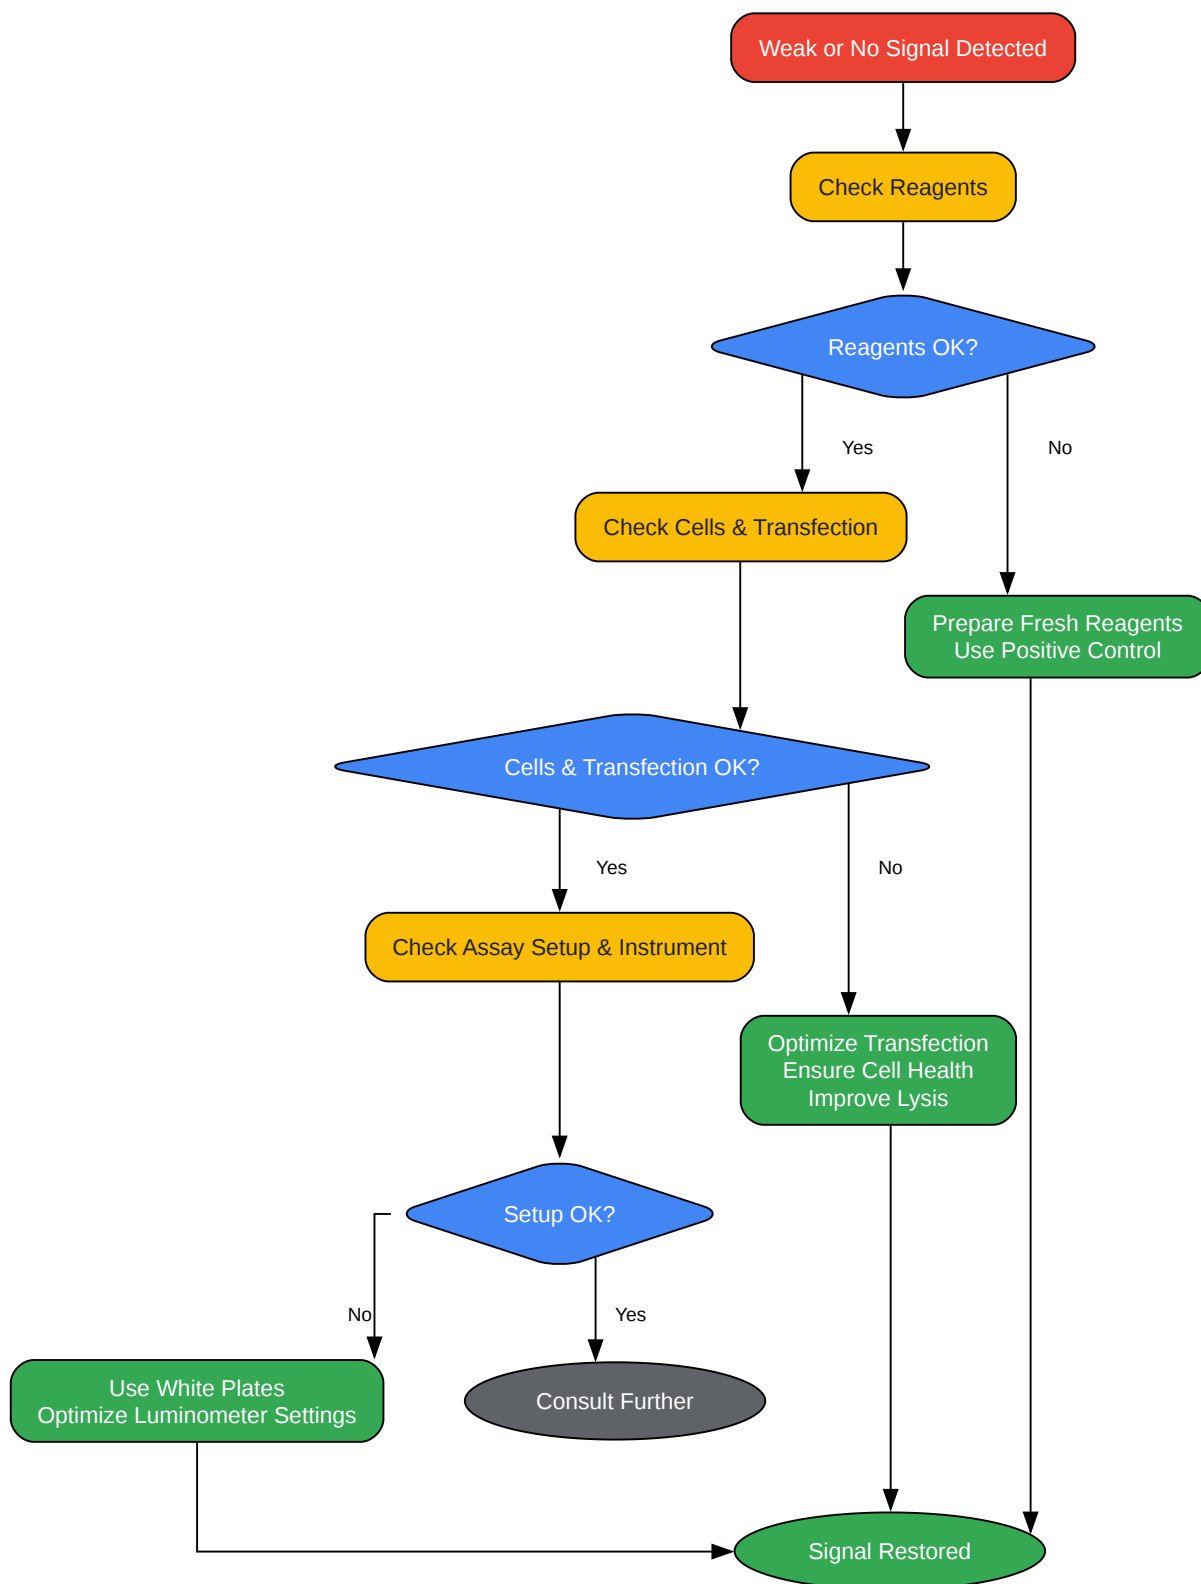 Weak or No Signal Detected
Check Reagents
Reagents OK?
Yes
No
Check Cells & Transfection
Prepare Fresh Reagents
Use Positive Control
Cells & Transfection OK?
Yes
No
Check Assay Setup & Instrument
Optimize Transfection
Ensure Cell Health
Improve Lysis
Setup OK?
No
Yes
Use White Plates
Optimize Luminometer Settings
Consult Further
Signal Restored